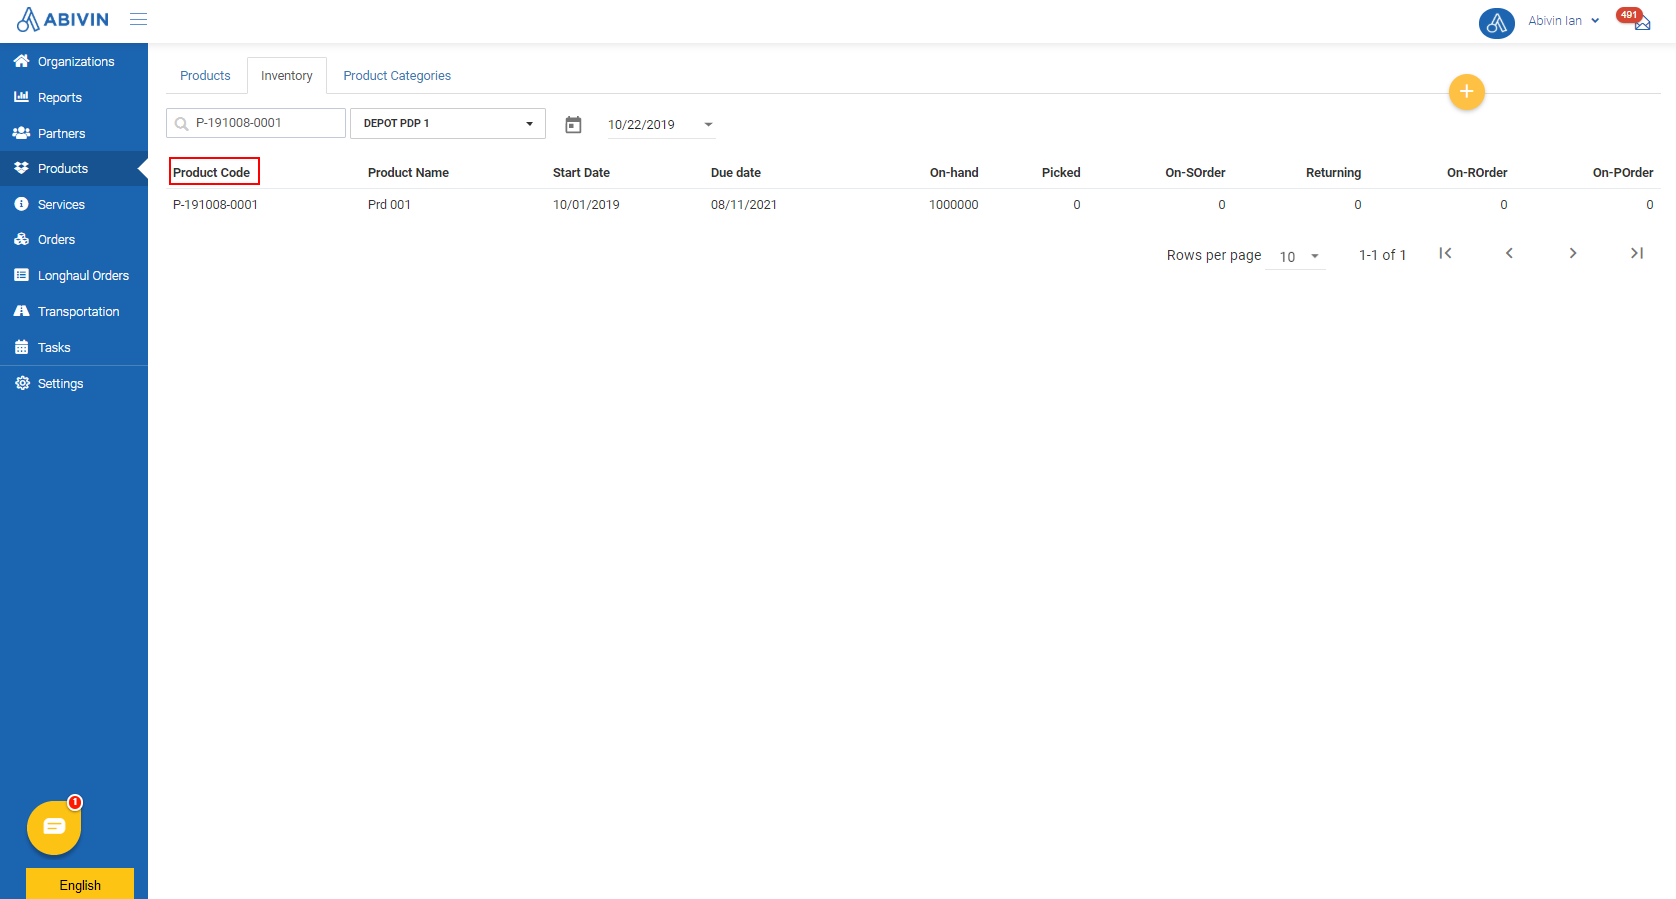 ABIVIN
Abivin Ian
491
Organizations
Reports
Partners
Products
Services
Orders
Longhaul Orders
Transportation
Tasks
Settings
Products Inventory Product Categories
+
P-191008-0001 DEPOT PDP 1 10/22/2019
Product Code Product Name Start Date Due date On-hand Picked On-SOrder Returning On-ROrder On-POrder
P-191008-0001 Prd 001 10/01/2019 08/11/2021 1000000 0 0 0 0 0
Rows per page 10 1-1 of 1
1
English